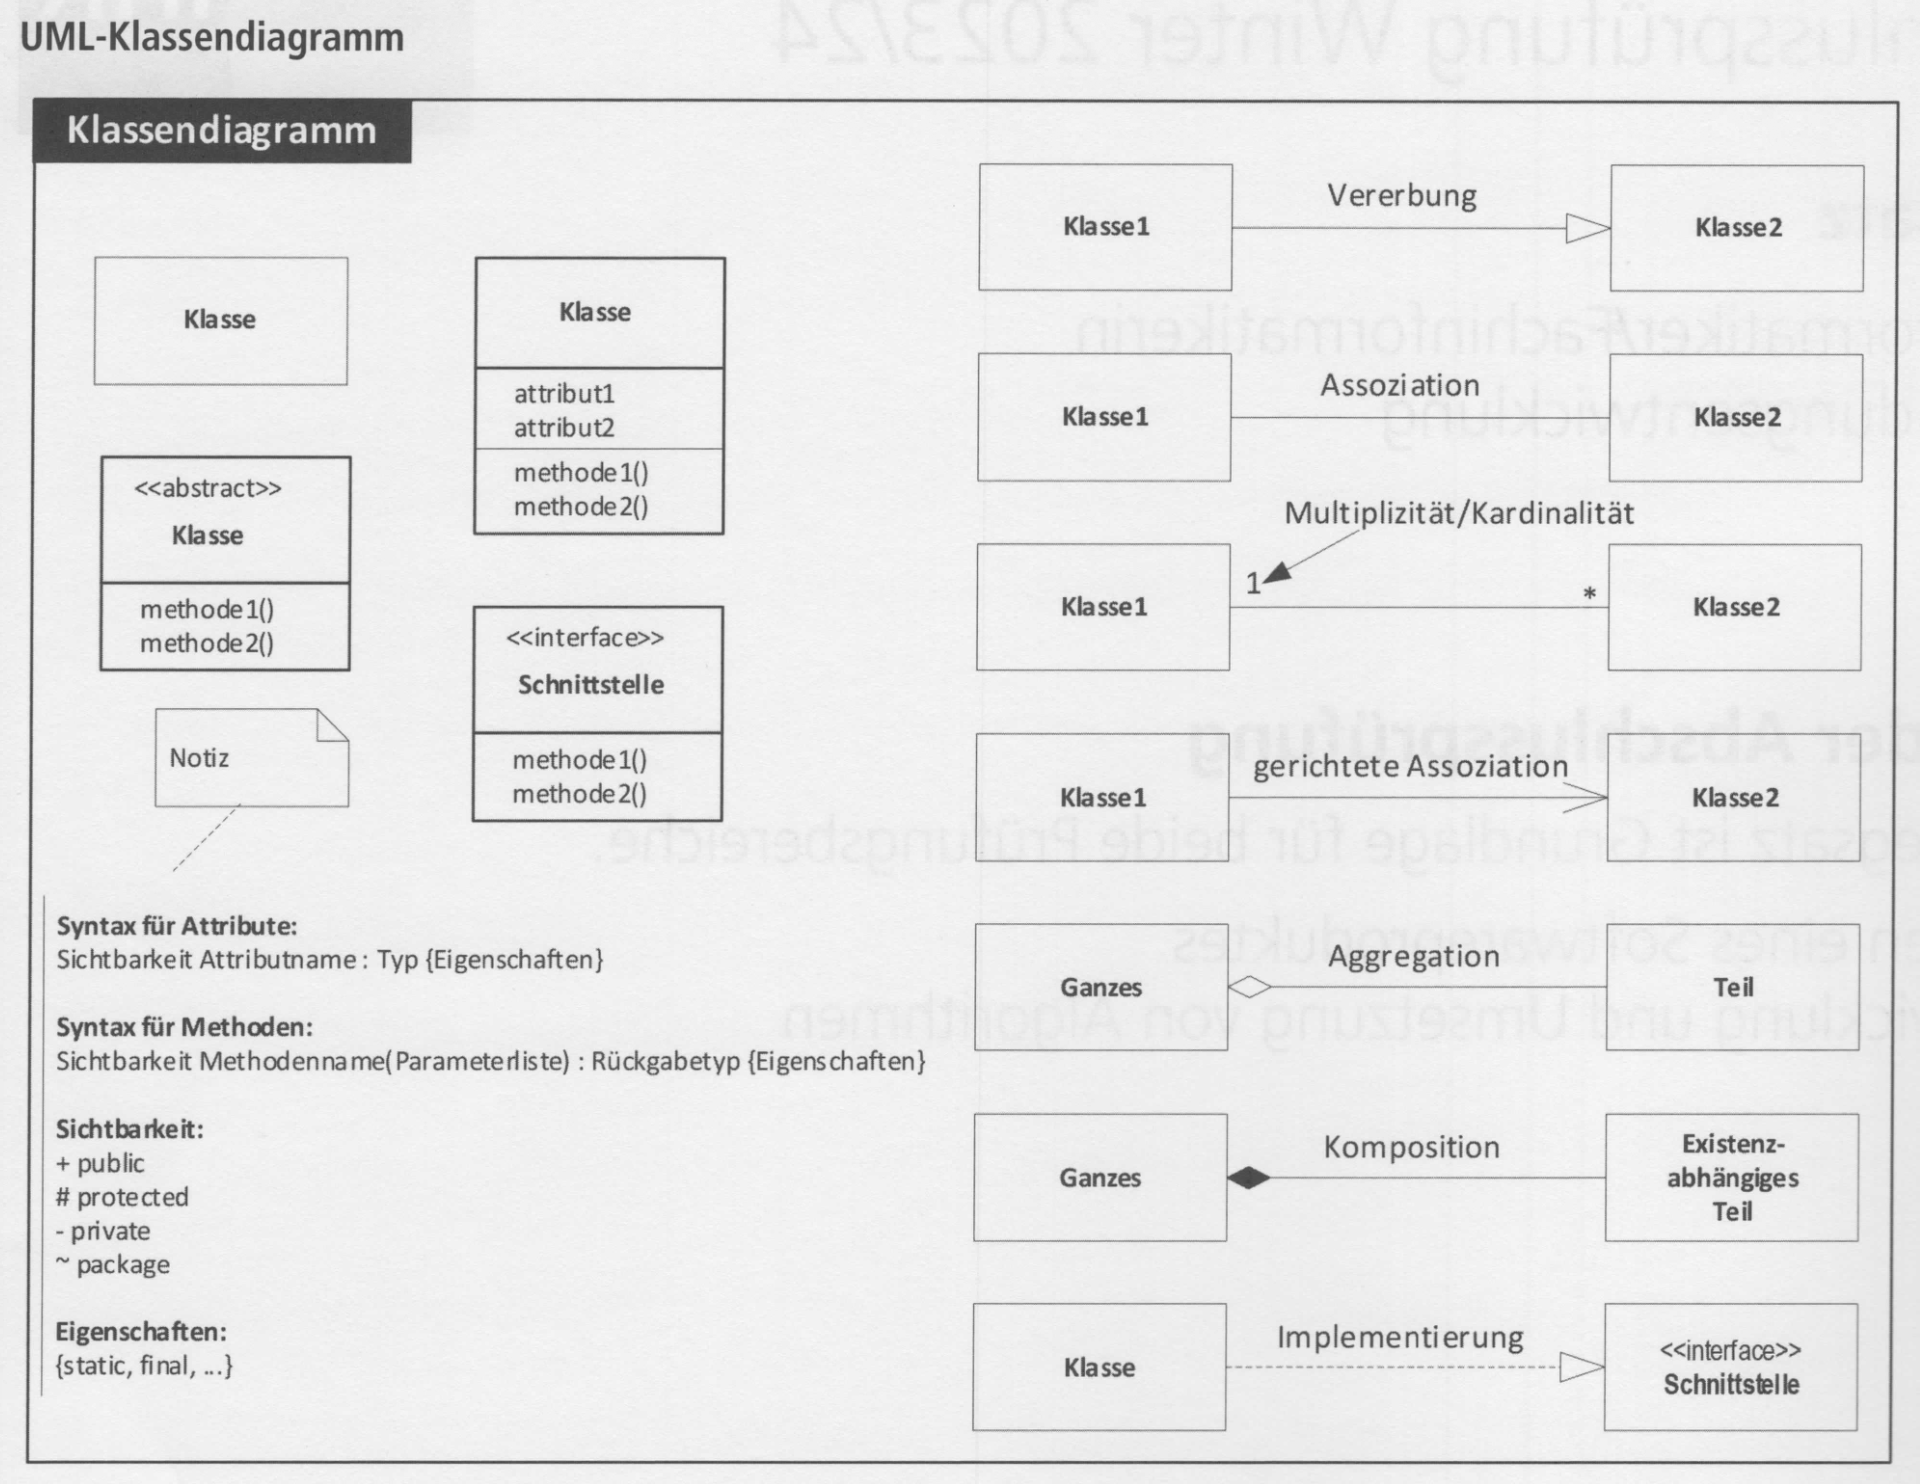 UML-Klassendiagramm
Klassendiagramm
Klasse
Klasse
attribut1
attribut2
methode1()
methode2()
<<abstract>>
Klasse
methode1()
methode2()
<<interface>>
Schnittstelle
methode1()
methode2()
Notiz
Syntax für Attribute:
Sichtbarkeit Attributname : Typ {Eigenschaften}
Syntax für Methoden:
Sichtbarkeit Methodenname(Parameterliste) : Rückgabetyp {Eigenschaften}
Sichtbarkeit:
+ public
# protected
- private
~ package
Eigenschaften:
{static, final, ...}
Klasse1
Vererbung
Klasse2
Klasse1
Assoziation
Klasse2
Multiplizität/Kardinalität
Klasse1
1
*
Klasse2
Klasse1
gerichtete Assoziation
Klasse2
Ganzes
Aggregation
Teil
Ganzes
Komposition
Existenz-
abhängiges
Teil
Klasse
Implementierung
<<interface>>
Schnittstelle